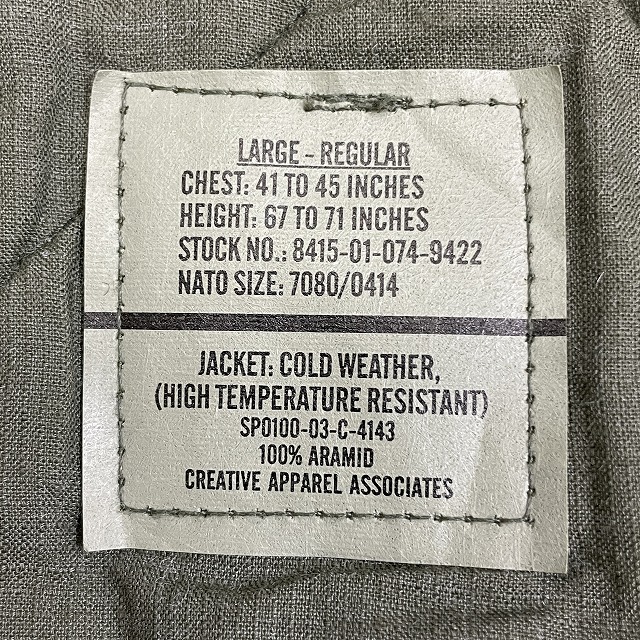 LARGE - REGULAR
CHEST: 41 TO 45 INCHES
HEIGHT: 67 TO 71 INCHES
STOCK NO.: 8415-01-074-9422
NATO SIZE: 7080/0414
JACKET: COLD WEATHER,
(HIGH TEMPERATURE RESISTANT)
SPO100-03-C-4143
100% ARAMID
CREATIVE APPAREL ASSOCIATES